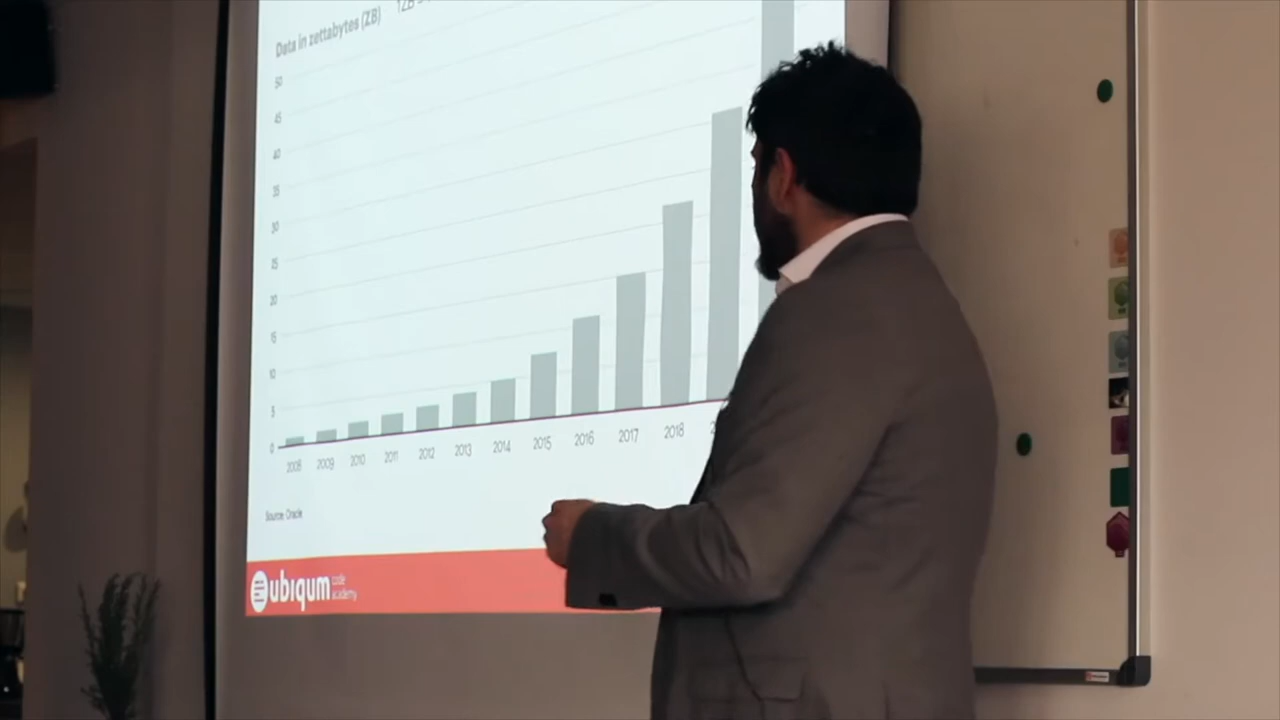 Data in zettabytes (ZB)
50
45
40
35
30
25
20
15
10
5
0
2008 2009 2010 2011 2012 2013 2014 2015 2016 2017 2018
Source: Oracle
ubiqum code
academy